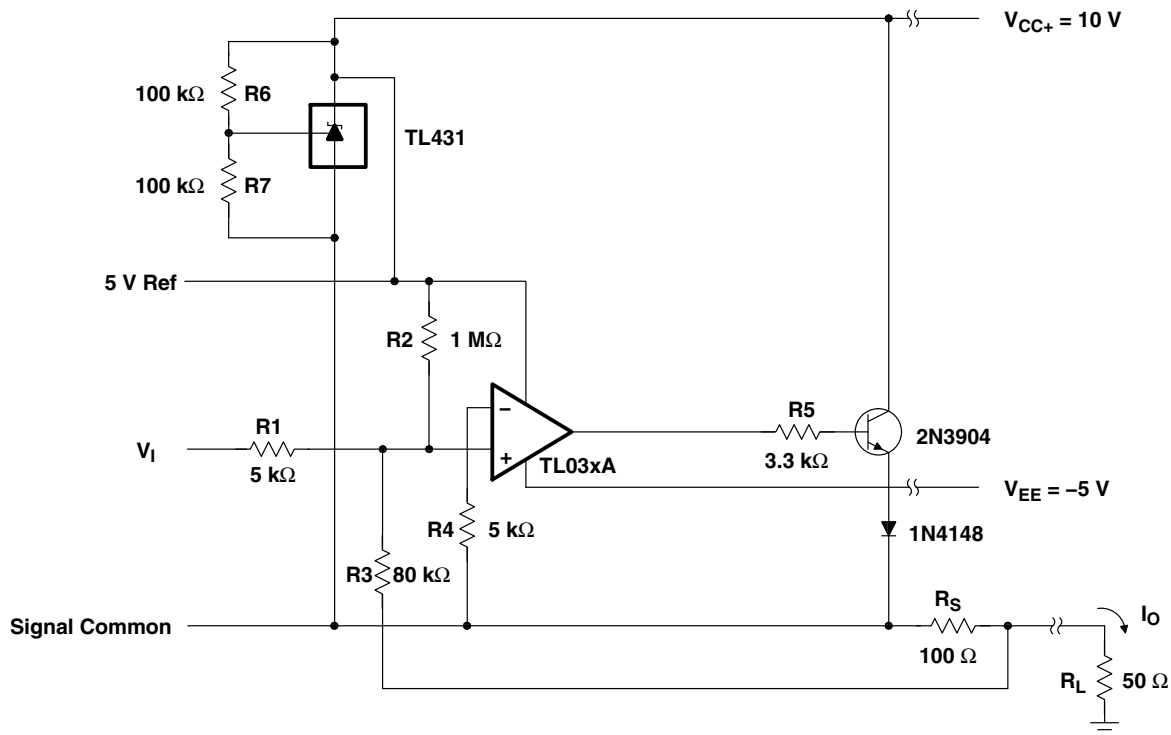 V_CC+ = 10 V
100 kΩ R6
TL431
100 kΩ R7
5 V Ref
R2 1 MΩ
R1
V_I
5 kΩ
−
+
TL03xA
R5
3.3 kΩ
2N3904
V_EE = −5 V
R4 5 kΩ
1N4148
R3 80 kΩ
Signal Common
R_S
100 Ω
I_O
R_L 50 Ω